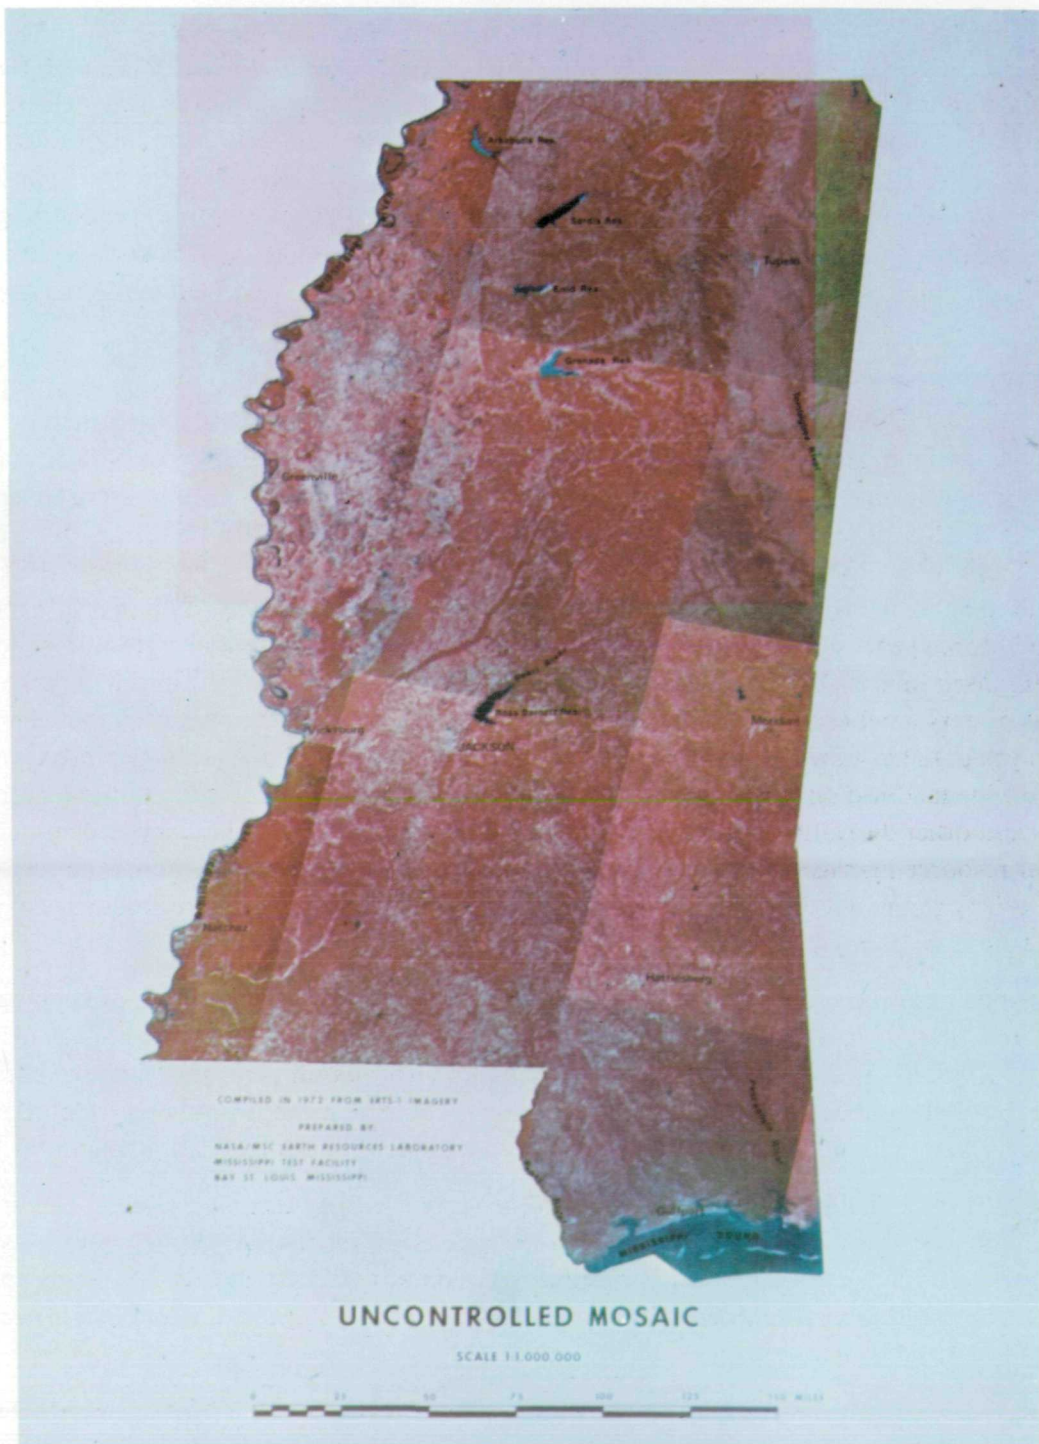 Arkabutla Res.
Sardis Res.
Tupelo
Enid Res.
Grenada Res.
Greenville
Ross Barnett Res.
Vicksburg
JACKSON
Meridian
Natchez
Hattiesburg
COMPILED IN 1972 FROM ERTS-1 IMAGERY
PREPARED BY:
NASA/MSC EARTH RESOURCES LABORATORY
MISSISSIPPI TEST FACILITY
BAY ST. LOUIS, MISSISSIPPI
Gulfport
MISSISSIPPI SOUND
UNCONTROLLED MOSAIC
SCALE 1:1,000,000
0 25 50 75 100 125 150 MILES